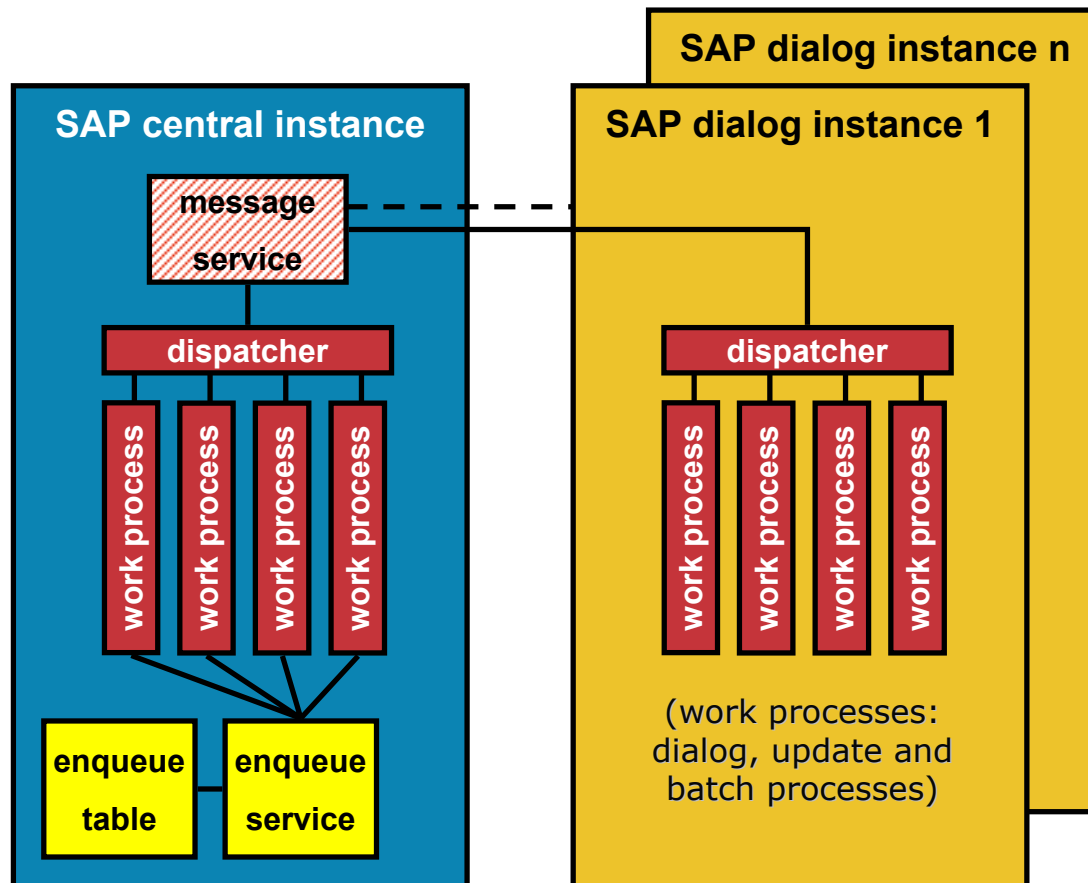 SAP dialog instance n
SAP central instance
SAP dialog instance 1
message
service
dispatcher
dispatcher
work process
work process
work process
work process
work process
work process
work process
work process
enqueue
table
enqueue
service
(work processes:
dialog, update and
batch processes)